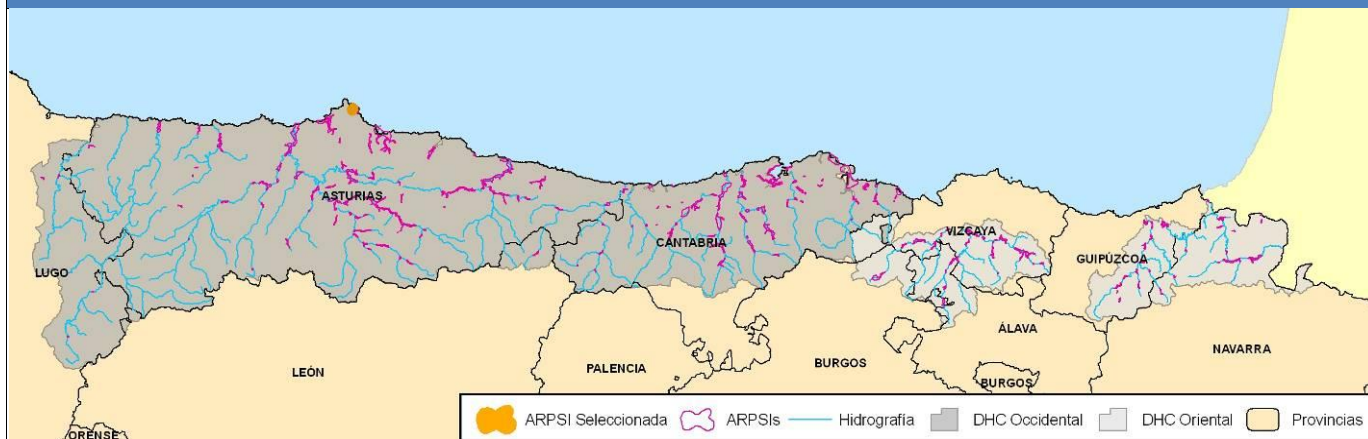 ASTURIAS
VIZCAYA
CANTABRIA
GUIPÚZCOA
LUGO
ÁLAVA
NAVARRA
LEÓN
PALENCIA
BURGOS
BURGOS
ORENSE
ARPSI Seleccionada ARPSIs Hidrografía DHC Occidental DHC Oriental Provincias